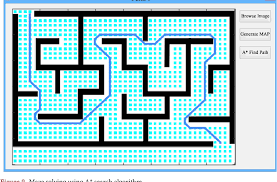 Browse Image
Generate MAP
A* Find Path
Figure 9. Maze solving using A* search algorithm